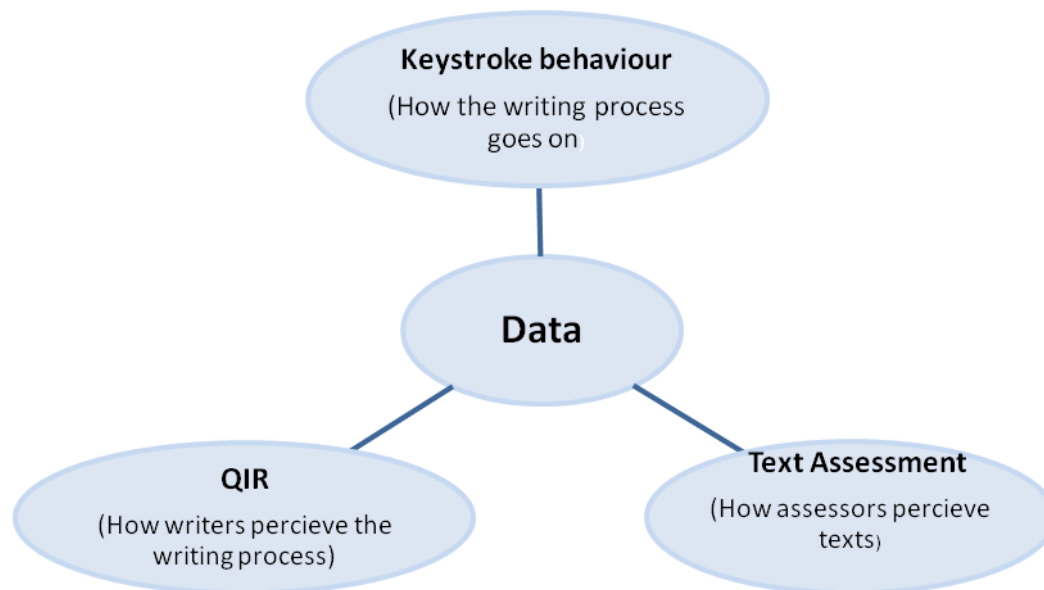 Keystroke behaviour
(How the writing process
goes on)
Data
QIR
(How writers percieve the
writing process)
Text Assessment
(How assessors percieve
texts)